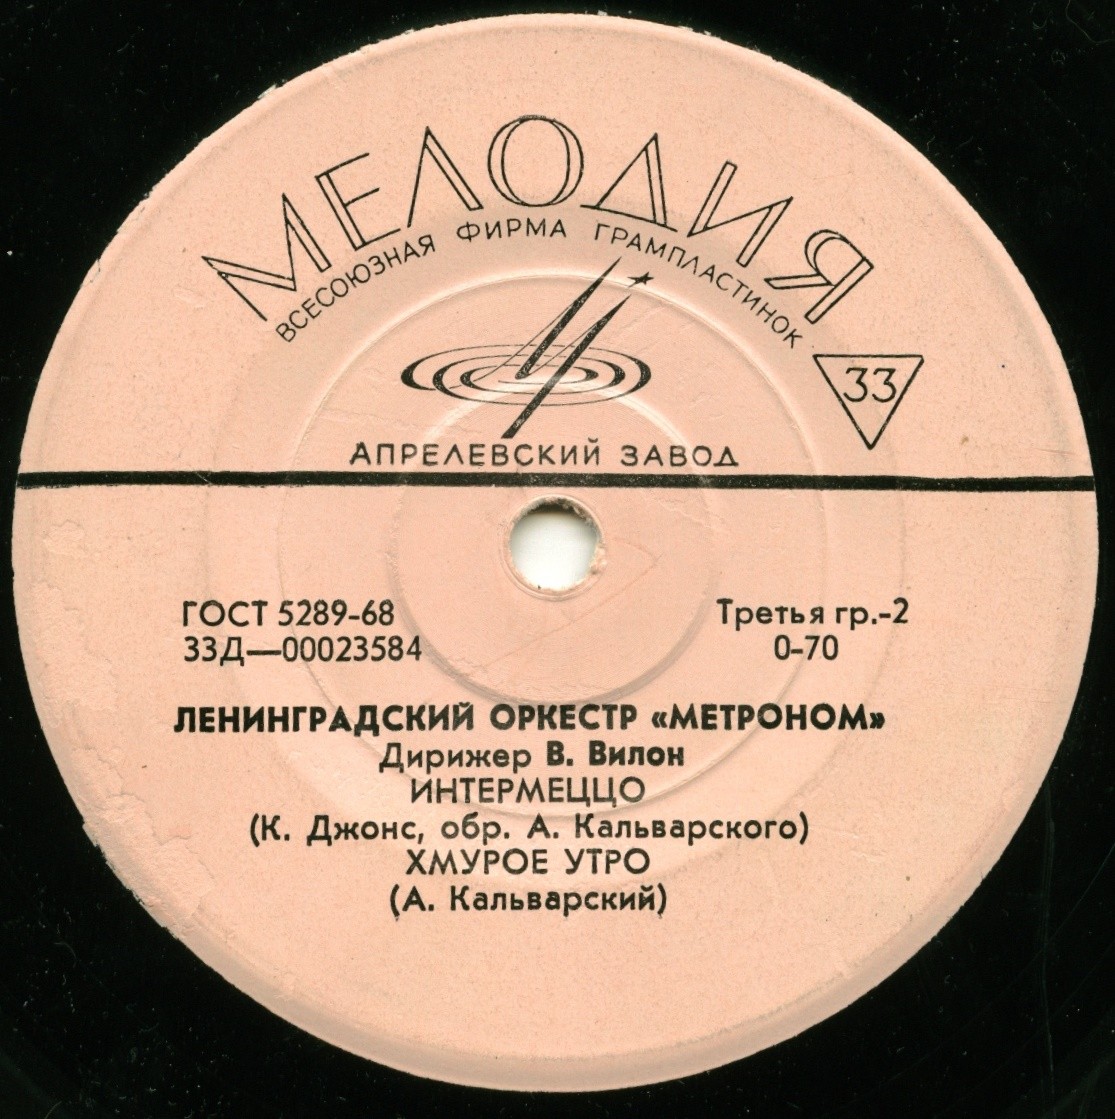 МЕЛОДИЯ
ВСЕСОЮЗНАЯ ФИРМА ГРАМПЛАСТИНОК
33
АПРЕЛЕВСКИЙ ЗАВОД
ГОСТ 5289-68
Третья гр.-2
33Д—00023584
0-70
ЛЕНИНГРАДСКИЙ ОРКЕСТР «МЕТРОНОМ»
Дирижер В. Вилон
ИНТЕРМЕЦЦО
(К. Джонс, обр. А. Кальварского)
ХМУРОЕ УТРО
(А. Кальварский)